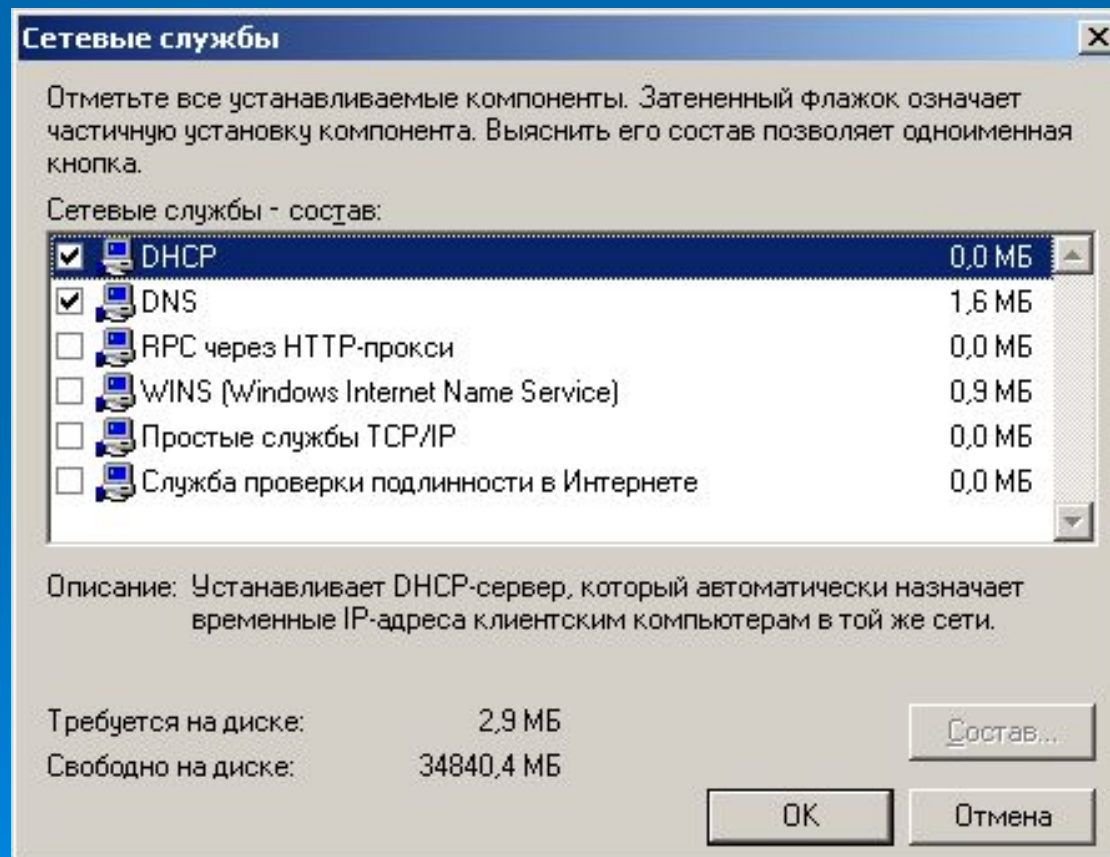 Сетевые службы
Отметьте все устанавливаемые компоненты. Затененный флажок означает
частичную установку компонента. Выяснить его состав позволяет одноименная
кнопка.
Сетевые службы - состав:
DHCP 0,0 МБ
DNS 1,6 МБ
RPC через HTTP-прокси 0,0 МБ
WINS (Windows Internet Name Service) 0,9 МБ
Простые службы TCP/IP 0,0 МБ
Служба проверки подлинности в Интернете 0,0 МБ
Описание: Устанавливает DHCP-сервер, который автоматически назначает
временные IP-адреса клиентским компьютерам в той же сети.
Требуется на диске: 2,9 МБ
Свободно на диске: 34840,4 МБ
Состав...
OK Отмена